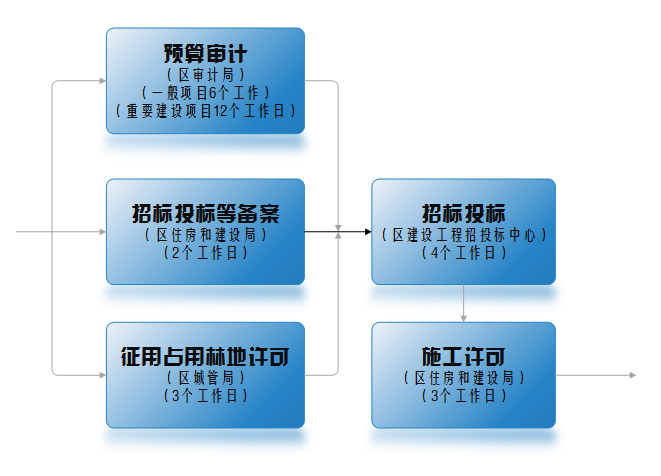 预算审计
（区审计局）
（一般项目6个工作）
（重要建设项目12个工作日）
招标投标等备案
（区住房和建设局）
（2个工作日）
招标投标
（区建设工程招投标中心）
（4个工作日）
征用占用林地许可
（区城管局）
（3个工作日）
施工许可
（区住房和建设局）
（3个工作日）